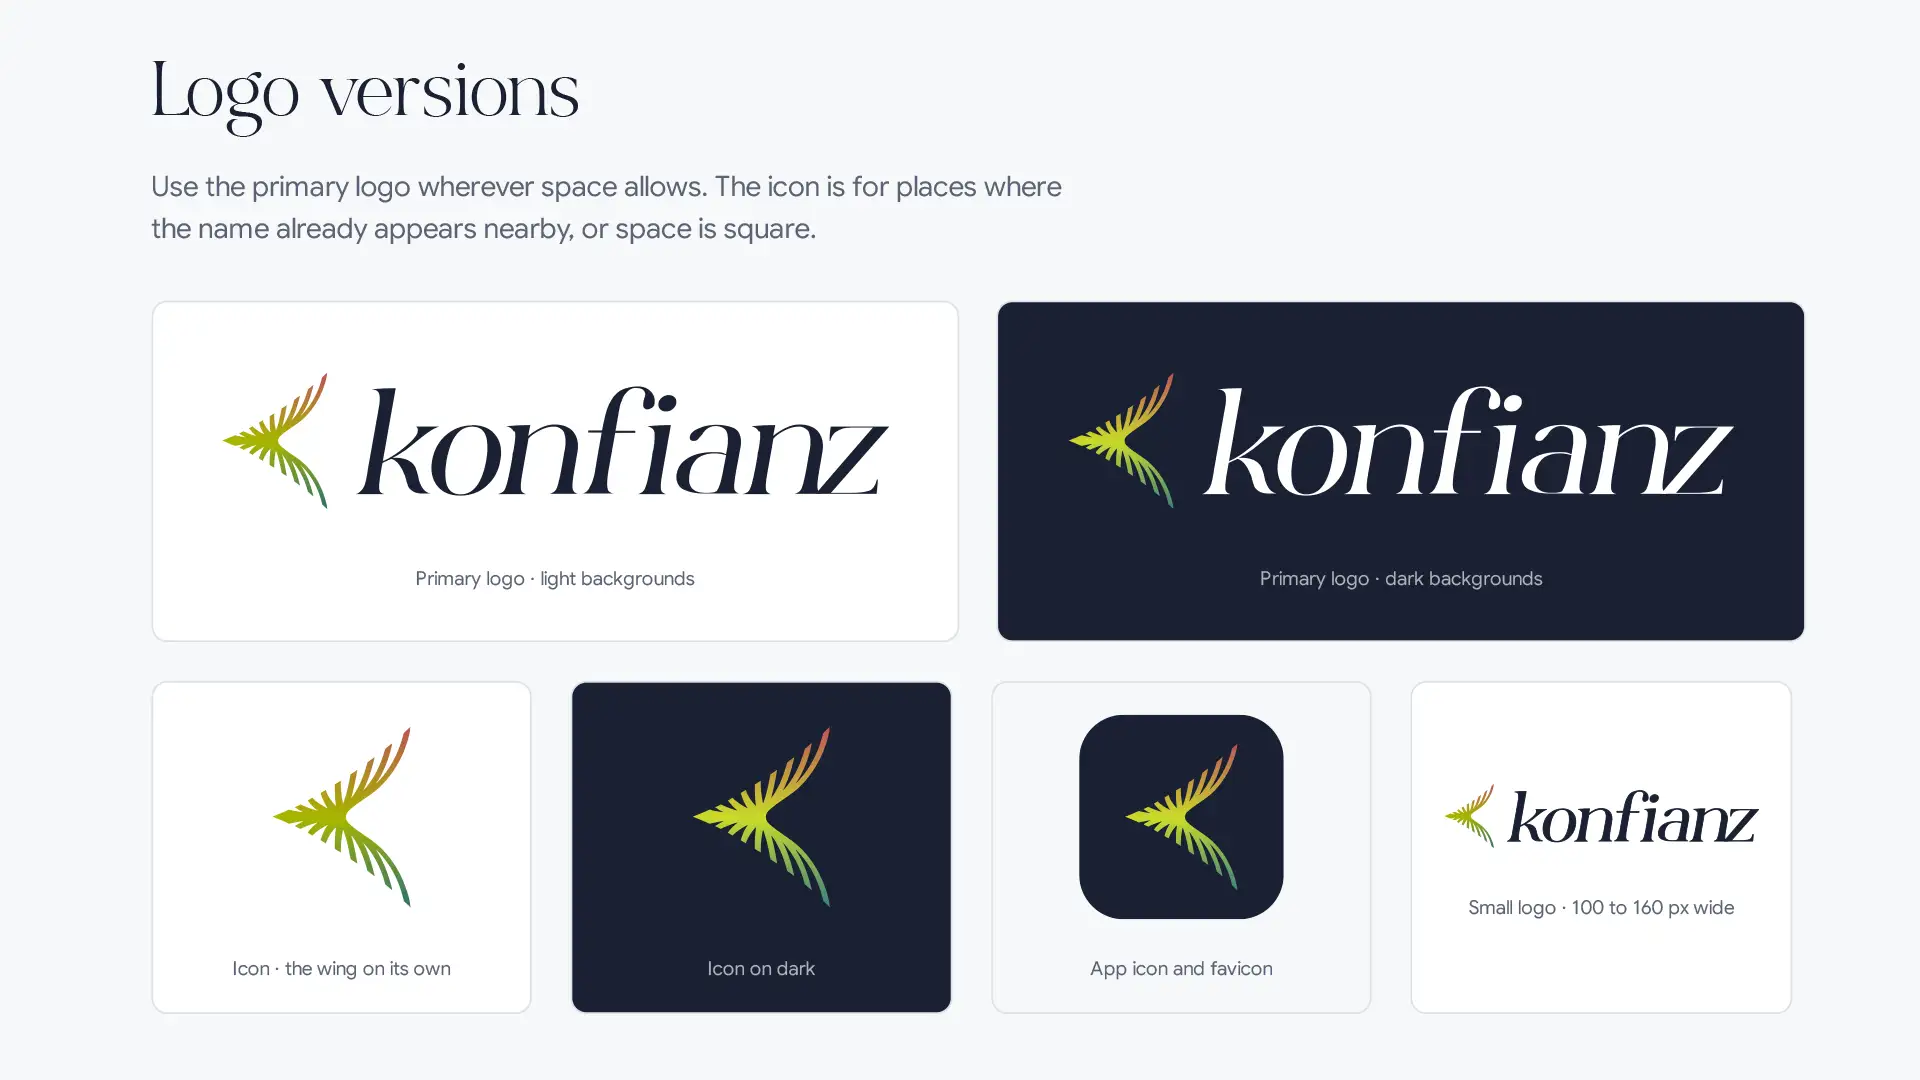 Logo versions
Use the primary logo wherever space allows. The icon is for places where
the name already appears nearby, or space is square.
konfianz
Primary logo · light backgrounds
konfianz
Primary logo · dark backgrounds
Icon · the wing on its own
Icon on dark
App icon and favicon
konfianz
Small logo · 100 to 160 px wide